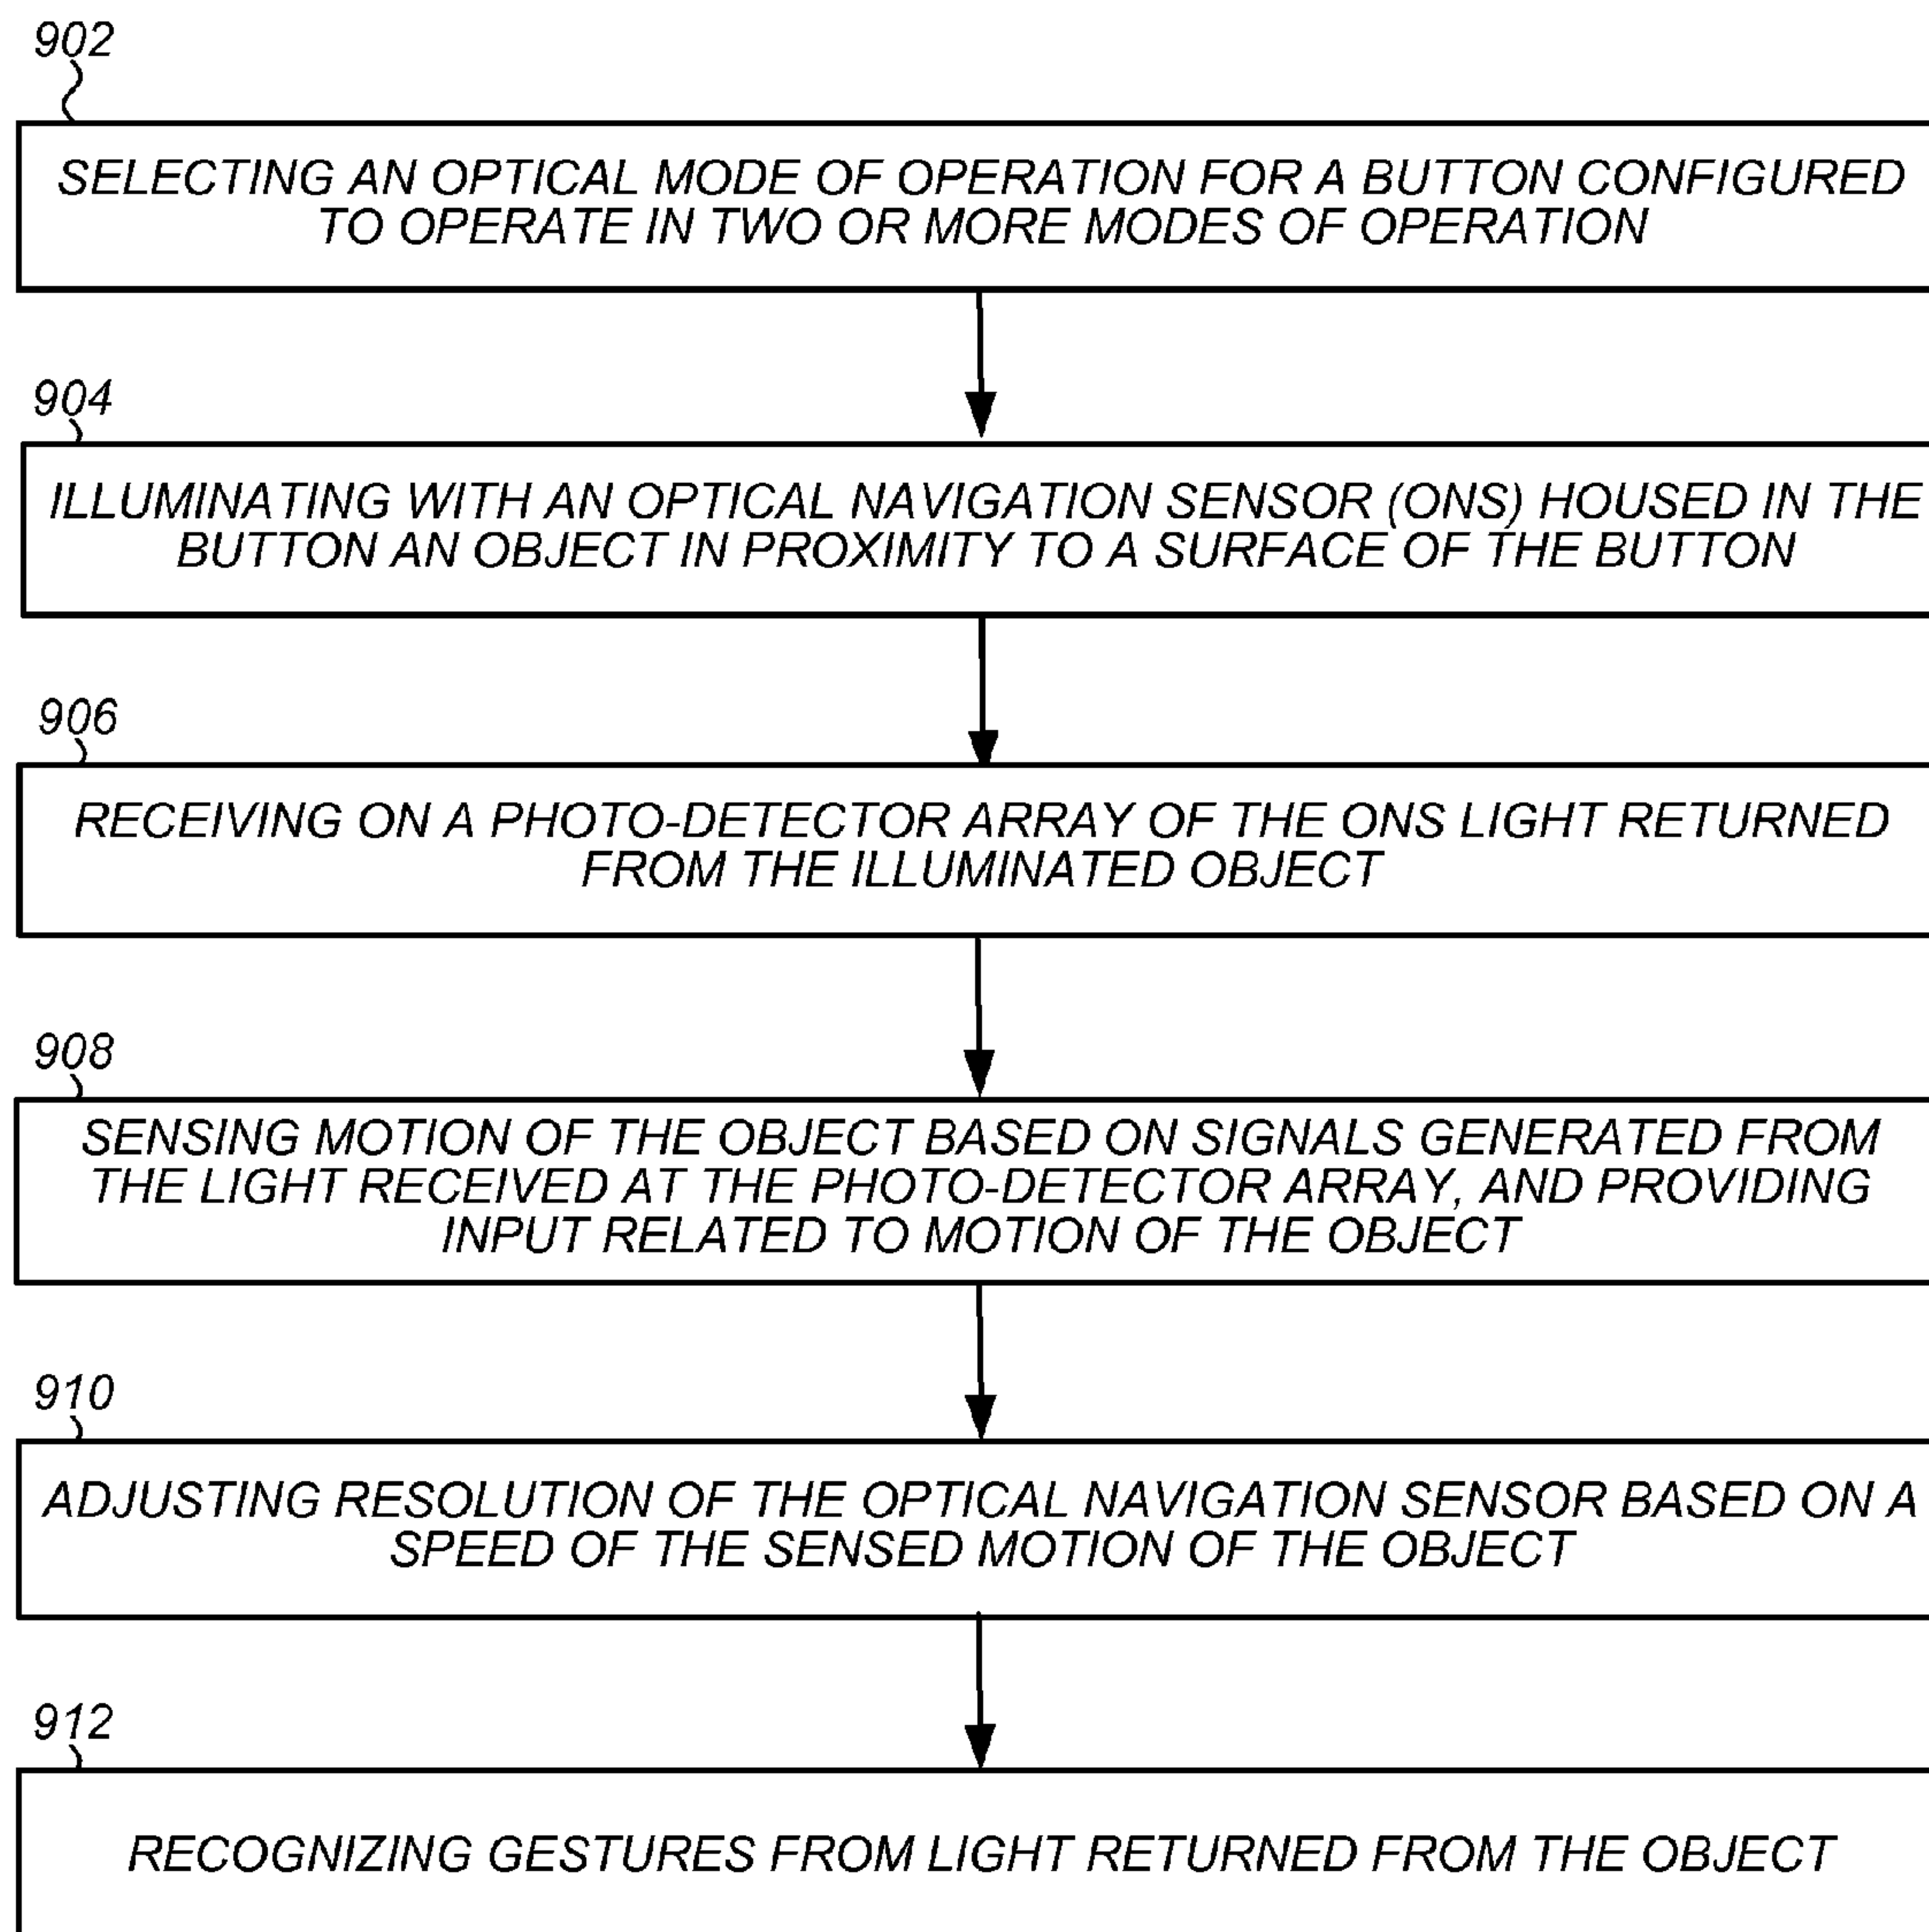 902
SELECTING AN OPTICAL MODE OF OPERATION FOR A BUTTON CONFIGURED
TO OPERATE IN TWO OR MORE MODES OF OPERATION
904
ILLUMINATING WITH AN OPTICAL NAVIGATION SENSOR (ONS) HOUSED IN THE
BUTTON AN OBJECT IN PROXIMITY TO A SURFACE OF THE BUTTON
906
RECEIVING ON A PHOTO-DETECTOR ARRAY OF THE ONS LIGHT RETURNED
FROM THE ILLUMINATED OBJECT
908
SENSING MOTION OF THE OBJECT BASED ON SIGNALS GENERATED FROM
THE LIGHT RECEIVED AT THE PHOTO-DETECTOR ARRAY, AND PROVIDING
INPUT RELATED TO MOTION OF THE OBJECT
910
ADJUSTING RESOLUTION OF THE OPTICAL NAVIGATION SENSOR BASED ON A
SPEED OF THE SENSED MOTION OF THE OBJECT
912
RECOGNIZING GESTURES FROM LIGHT RETURNED FROM THE OBJECT